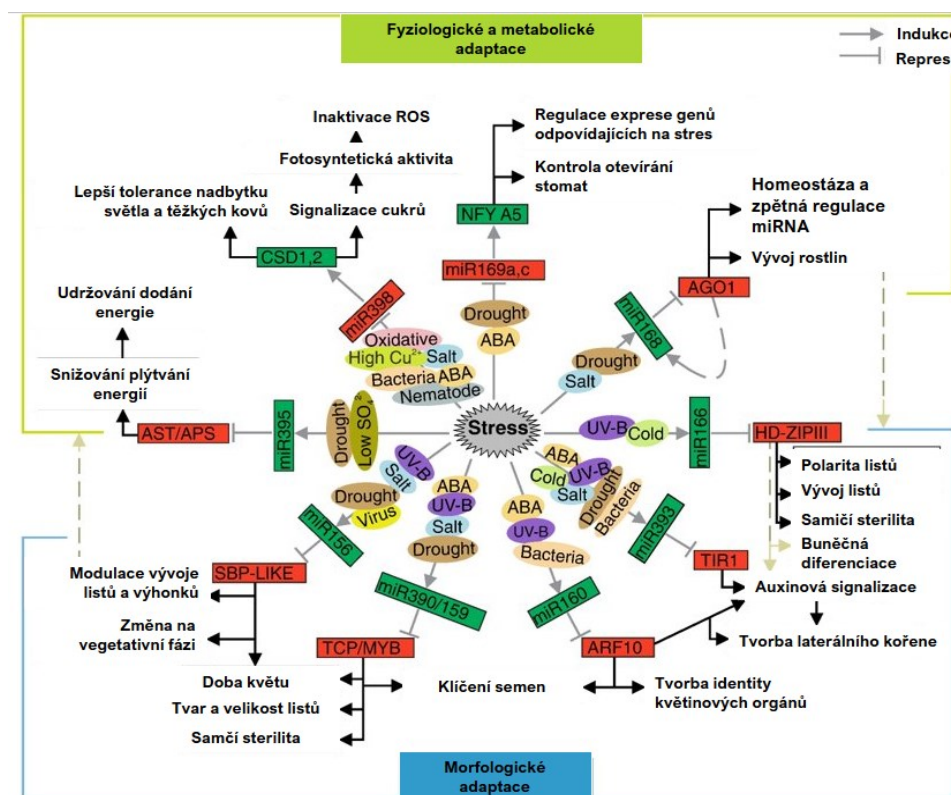 Fyziologické a metabolické
adaptace
Indukc
Repres
Inaktivace ROS
Fotosyntetická aktivita
Lepší tolerance nadbytku
světla a těžkých kovů
Signalizace cukrů
CSD1,2
miR398
Oxidative
High Cu²⁺ Salt
Bacteria ABA
Nematode
Regulace exprese genů
odpovídajících na stres
Kontrola otevírání
stomat
NFY A5
miR169a,c
Drought
ABA
Homeostáza a
zpětná regulace
miRNA
Vývoj rostlin
AGO1
miR168
Drought
Salt
Udržování dodání
energie
Snižování plýtvání
energií
AST/APS
miR395
Drought
Low SO₄²
Stress
UV-B
Cold
miR166
HD-ZIPIII
Polarita listů
Vývoj listů
Samičí sterilita
Buněčná
diferenciace
UV-B
Salt
Drought
Virus
miR156
SBP-LIKE
Modulace vývoje
listů a výhonků
Změna na
vegetativní fázi
Doba květu
Tvar a velikost listů
Samčí sterilita
ABA
UV-B
Salt
Drought
miR390/159
TCP/MYB
Klíčení semen
ABA
UV-B
Bacteria
miR160
ARF10
Tvorba identity
květinových orgánů
ABA
Cold
UV-B
Salt
Drought
Bacteria
miR393
TIR1
Auxinová signalizace
Tvorba laterálního kořene
Morfologické
adaptace